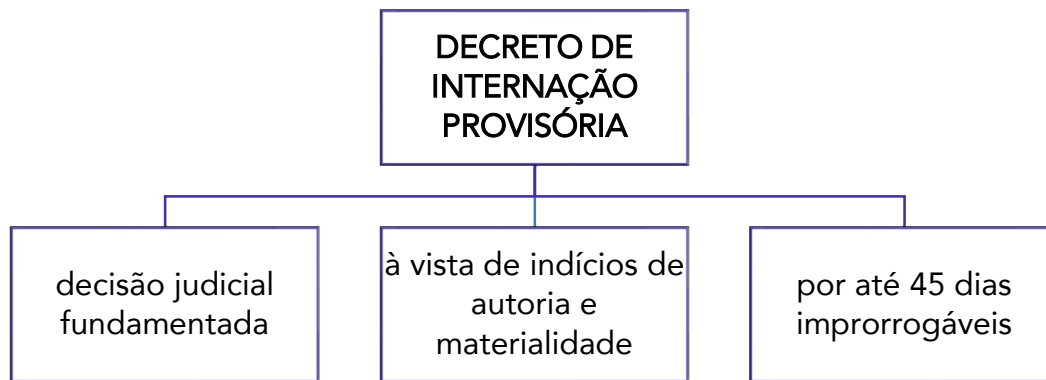 DECRETO DE
INTERNAÇÃO
PROVISÓRIA
decisão judicial
fundamentada
à vista de indícios de
autoria e
materialidade
por até 45 dias
improrrogáveis